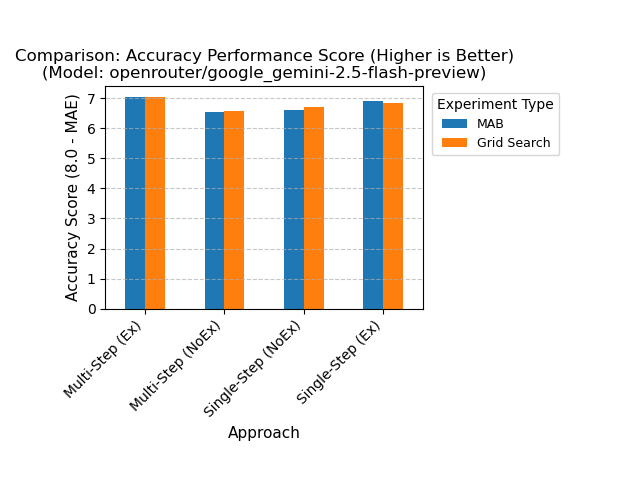 Comparison: Accuracy Performance Score (Higher is Better)
(Model: openrouter/google_gemini-2.5-flash-preview)
Accuracy Score (8.0 - MAE)
7
6
5
4
3
2
1
0
Multi-Step (Ex)
Multi-Step (NoEx)
Single-Step (NoEx)
Single-Step (Ex)
Approach
Experiment Type
MAB
Grid Search